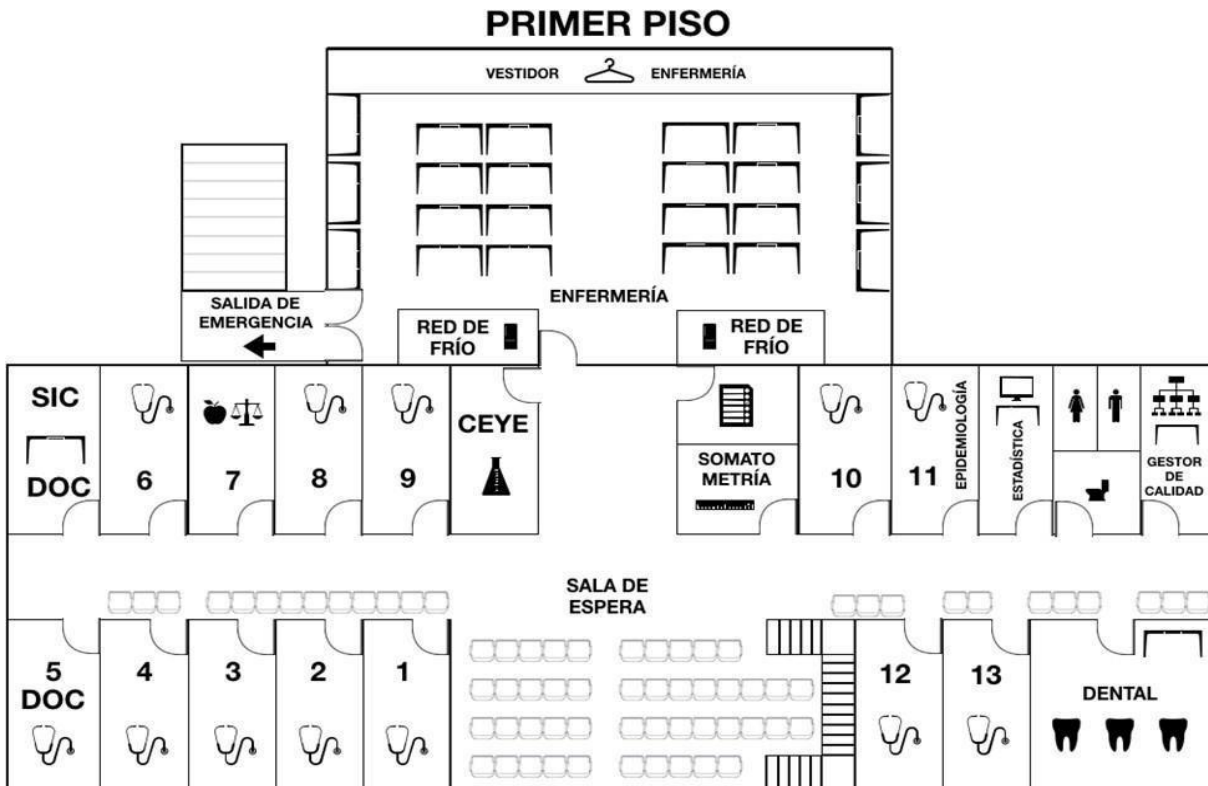 PRIMER PISO
VESTIDOR ENFERMERÍA
ENFERMERÍA
SALIDA DE
EMERGENCIA
RED DE
FRÍO
RED DE
FRÍO
SIC
DOC
6
7
8
9
CEYE
SOMATO
METRÍA
10
11
EPIDEMIOLOGÍA
ESTADÍSTICA
GESTOR
DE
CALIDAD
SALA DE
ESPERA
5
DOC
4
3
2
1
12
13
DENTAL